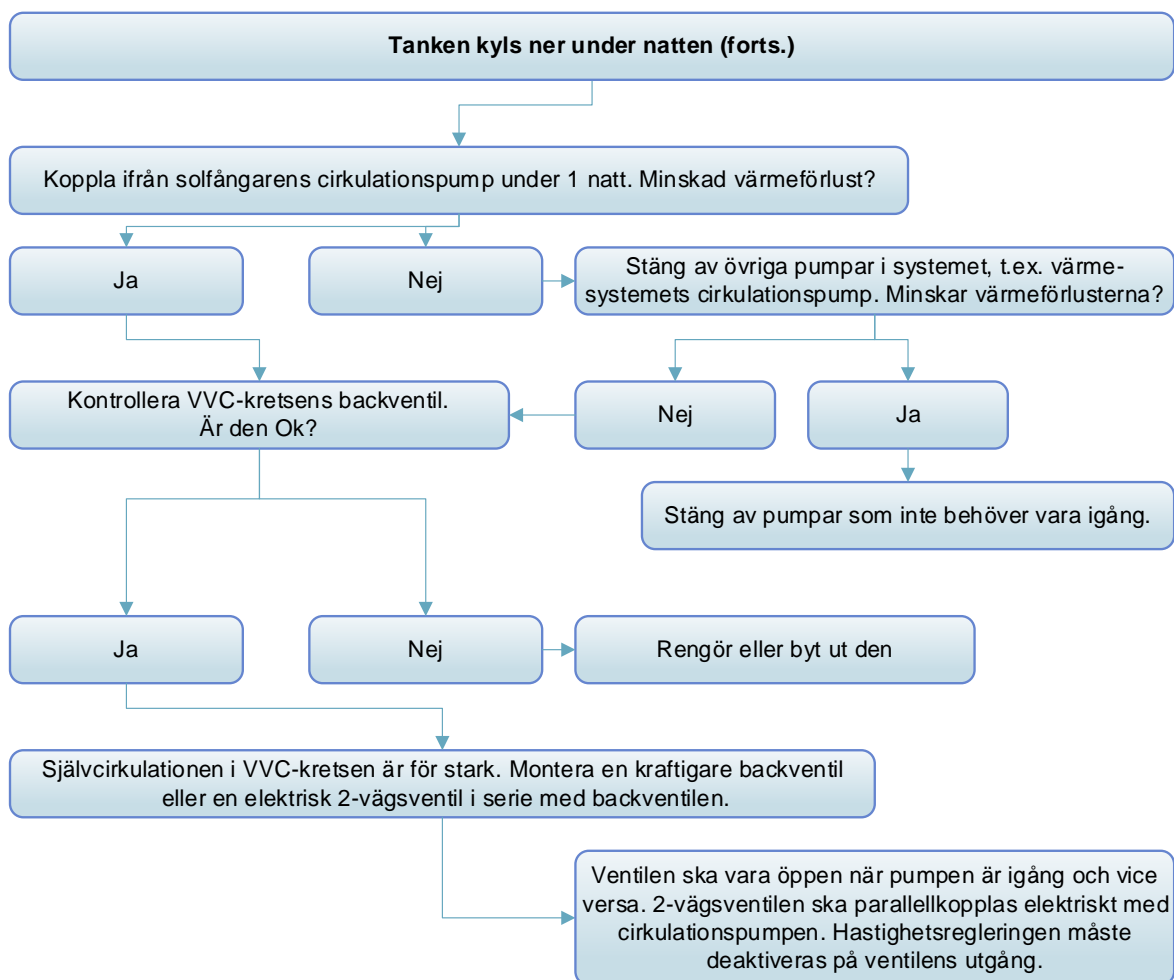 Tanken kyls ner under natten (forts.)
Koppla ifrån solfångarens cirkulationspump under 1 natt. Minskad värmeförlust?
Ja
Nej
Stäng av övriga pumpar i systemet, t.ex. värme-
systemets cirkulationspump. Minskar värmeförlusterna?
Kontrollera VVC-kretsens backventil.
Är den Ok?
Nej
Ja
Stäng av pumpar som inte behöver vara igång.
Ja
Nej
Rengör eller byt ut den
Självcirkulationen i VVC-kretsen är för stark. Montera en kraftigare backventil
eller en elektrisk 2-vägsventil i serie med backventilen.
Ventilen ska vara öppen när pumpen är igång och vice
versa. 2-vägsventilen ska parallellkopplas elektriskt med
cirkulationspumpen. Hastighetsregleringen måste
deaktiveras på ventilens utgång.